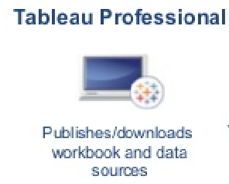 Tableau Professional
Publishes/downloads
workbook and data
sources